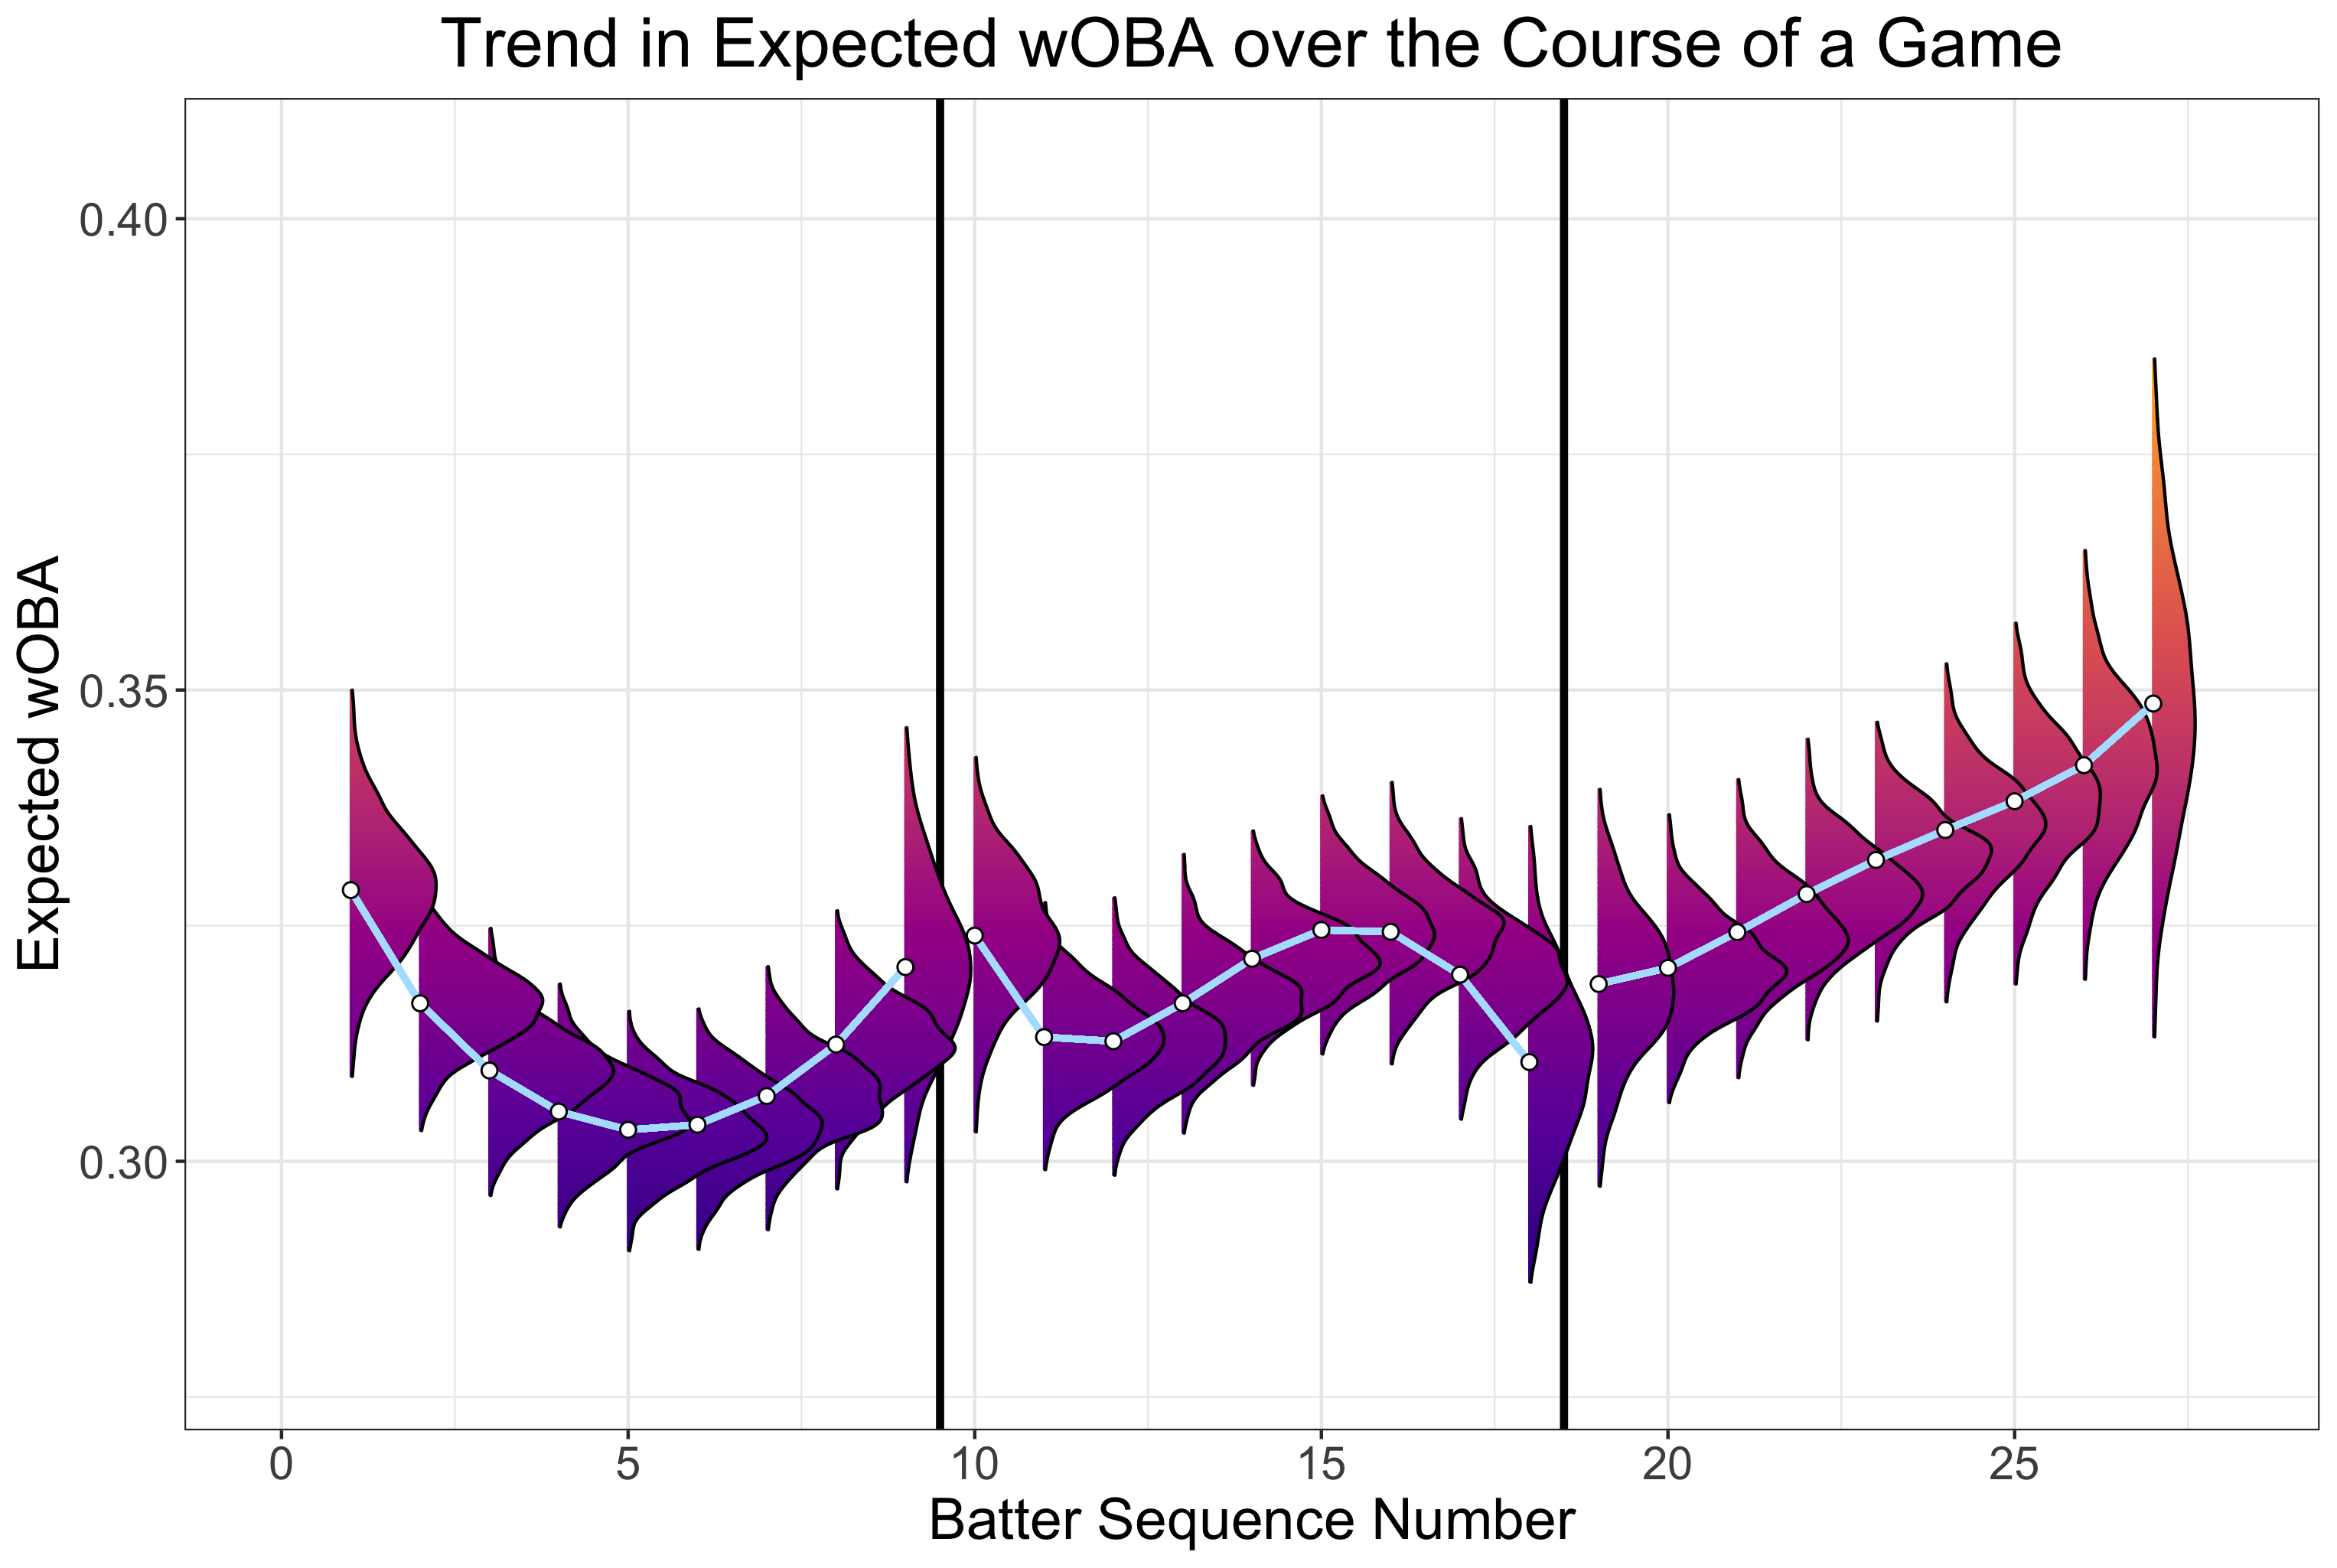 Trend in Expected wOBA over the Course of a Game
Expected wOBA
0.40
0.35
0.30
0 5 10 15 20 25
Batter Sequence Number